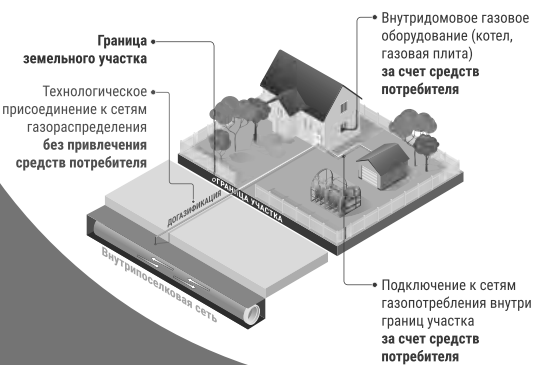 Граница
земельного участка
Технологическое
присоединение к сетям
газораспределения
без привлечения
средств потребителя
Внутридомовое газовое
оборудование (котел,
газовая плита)
за счет средств
потребителя
ГРАНИЦА УЧАСТКА
ДОГАЗИФИКАЦИЯ
Внутрипоселковая сеть
Подключение к сетям
газопотребления внутри
границ участка
за счет средств
потребителя